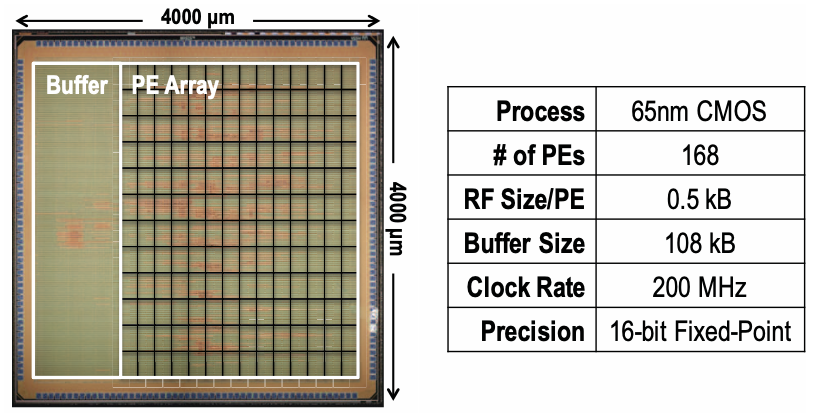 4000 µm
Buffer PE Array
4000 µm
Process 65nm CMOS
# of PEs 168
RF Size/PE 0.5 kB
Buffer Size 108 kB
Clock Rate 200 MHz
Precision 16-bit Fixed-Point